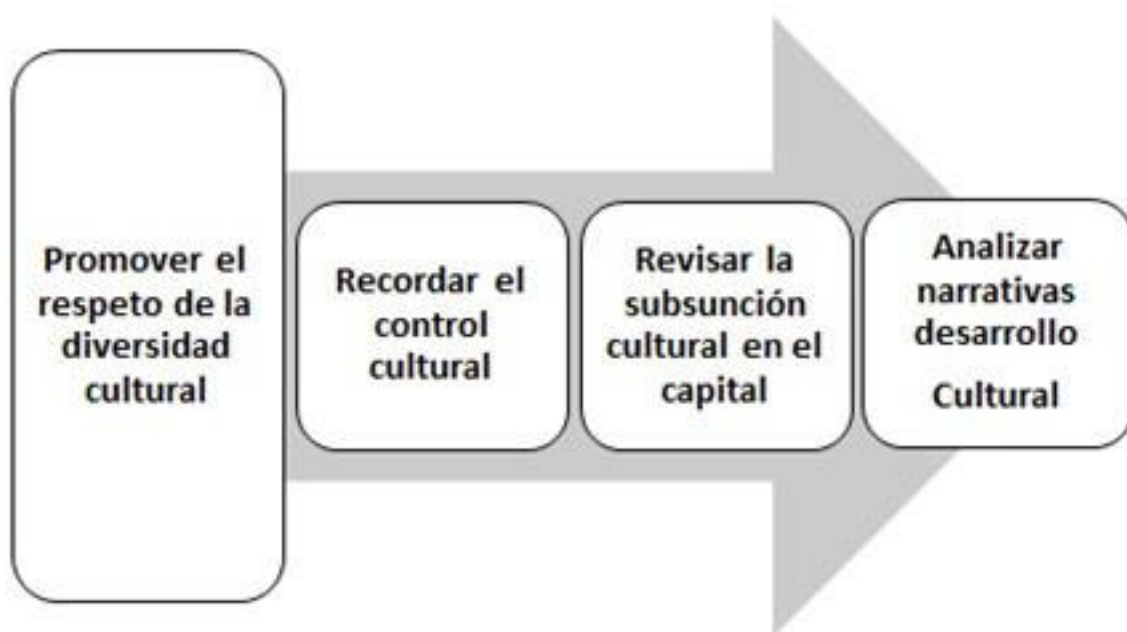 Promover el
respeto de la
diversidad
cultural
Recordar el
control
cultural
Revisar la
subsunción
cultural en el
capital
Analizar
narrativas
desarrollo
Cultural